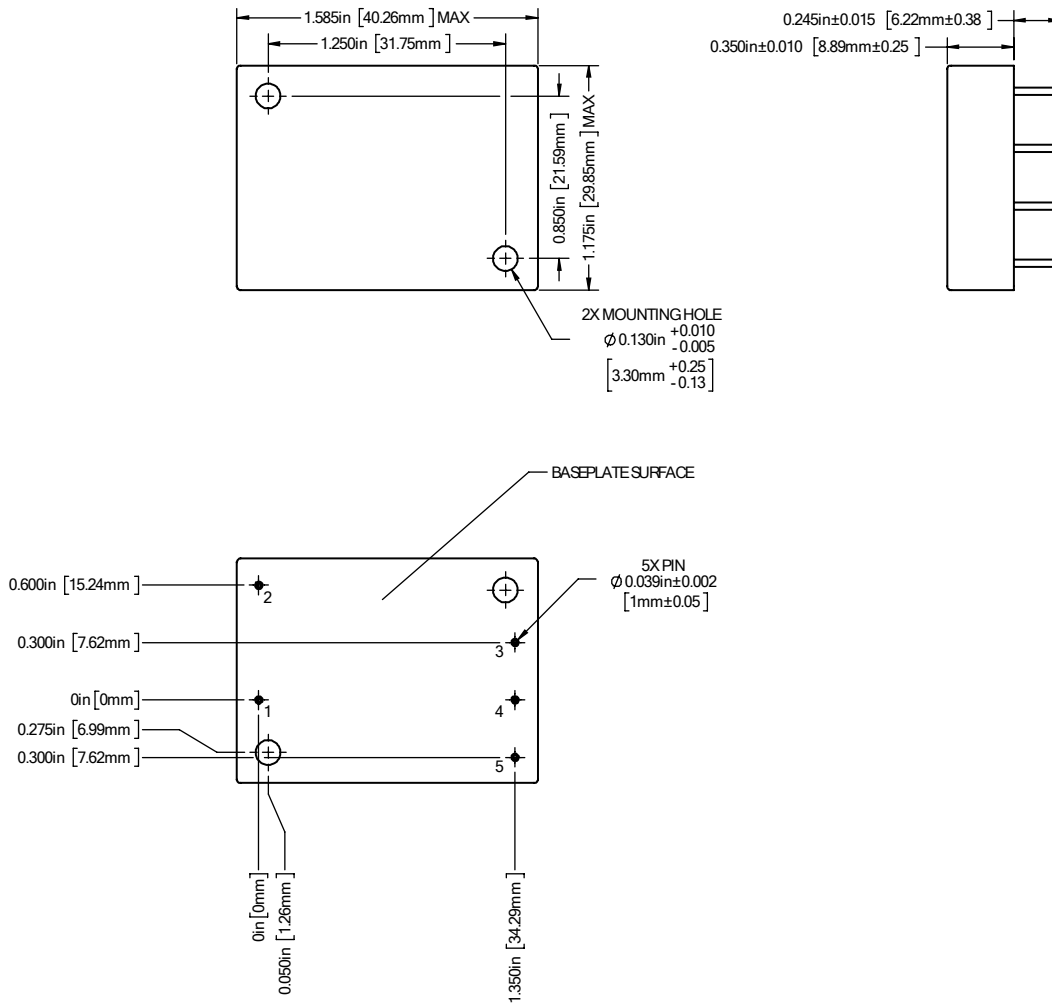 1.585in [40.26mm] MAX
1.250in [31.75mm]
0.850in [21.59mm]
1.175in [29.85mm] MAX
2X MOUNTING HOLE
Ø 0.130in +0.010 -0.005
[3.30mm +0.25 -0.13]
0.245in±0.015 [6.22mm±0.38]
0.350in±0.010 [8.89mm±0.25]
BASEPLATE SURFACE
5X PIN
Ø 0.039in±0.002
[1mm±0.05]
0.600in [15.24mm]
2
0.300in [7.62mm]
3
0in [0mm]
1
4
0.275in [6.99mm]
0.300in [7.62mm]
5
0in [0mm]
0.050in [1.26mm]
1.350in [34.29mm]